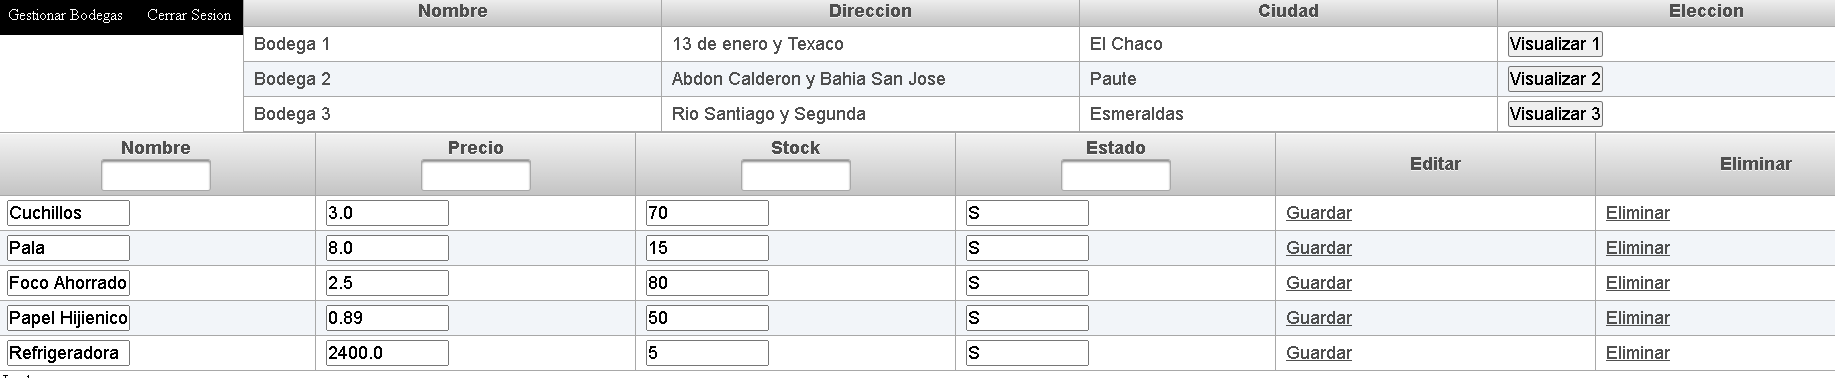 Gestionar Bodegas Cerrar Sesion
Nombre Direccion Ciudad Eleccion
Bodega 1 13 de enero y Texaco El Chaco Visualizar 1
Bodega 2 Abdon Calderon y Bahia San Jose Paute Visualizar 2
Bodega 3 Rio Santiago y Segunda Esmeraldas Visualizar 3
Nombre Precio Stock Estado Editar Eliminar
Cuchillos 3.0 70 S Guardar Eliminar
Pala 8.0 15 S Guardar Eliminar
Foco Ahorrado 2.5 80 S Guardar Eliminar
Papel Hijienico 0.89 50 S Guardar Eliminar
Refrigeradora 2400.0 5 S Guardar Eliminar